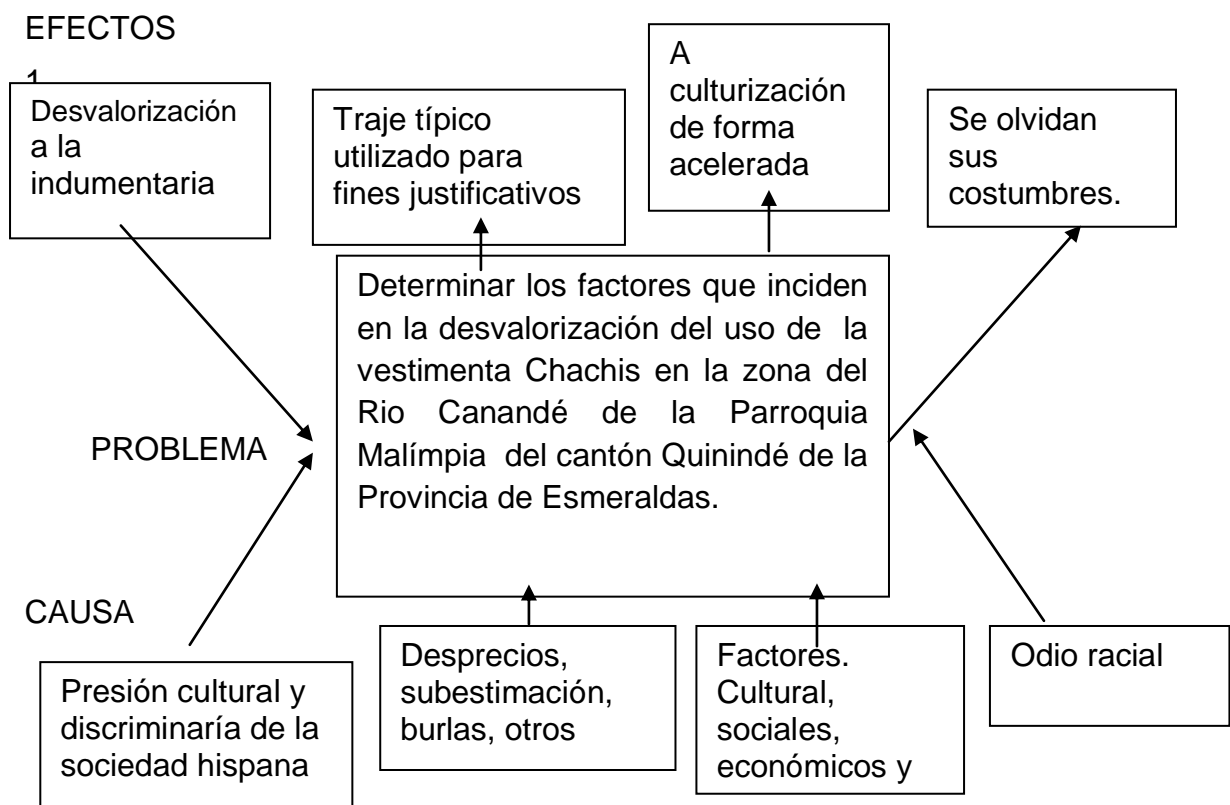 EFECTOS
1
Desvalorización
a la
indumentaria
Traje típico
utilizado para
fines justificativos
A
culturización
de forma
acelerada
Se olvidan
sus
costumbres.
PROBLEMA
Determinar los factores que inciden
en la desvalorización del uso de la
vestimenta Chachis en la zona del
Rio Canandé de la Parroquia
Malímpia del cantón Quinindé de la
Provincia de Esmeraldas.
CAUSA
Presión cultural y
discriminaría de la
sociedad hispana
Desprecios,
subestimación,
burlas, otros
Factores.
Cultural,
sociales,
económicos y
Odio racial